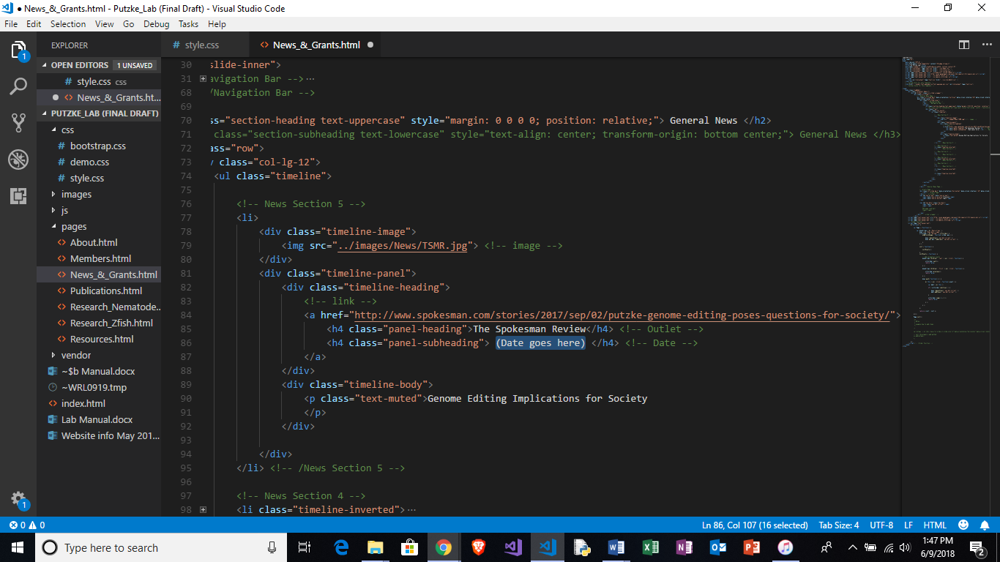 ● News_&_Grants.html - Putzke_Lab (Final Draft) - Visual Studio Code
File Edit Selection View Go Debug Tasks Help
EXPLORER
OPEN EDITORS 1 UNSAVED
# style.css css
● <> News_&_Grants.ht...
PUTZKE_LAB (FINAL DRAFT)
css
# bootstrap.css
# demo.css
# style.css
images
js
pages
<> About.html
<> Members.html
<> News_&_Grants.html
<> Publications.html
<> Research_Nematode...
<> Research_Zfish.html
<> Resources.html
vendor
~$b Manual.docx
~WRL0919.tmp
<> index.html
Lab Manual.docx
Website info May 201...
1
1
# style.css
<> News_&_Grants.html ●
30 slide-inner">
31 avigation Bar --> ...
68 /Navigation Bar -->
69
70 ss="section-heading text-uppercase" style="margin: 0 0 0 0; position: relative;"> General News </h2>
71 class="section-subheading text-lowercase" style="text-align: center; transform-origin: bottom center;"> General News </h3>
72 ass="row">
73 class="col-lg-12">
74 <ul class="timeline">
75
76 <!-- News Section 5 -->
77 <li>
78 <div class="timeline-image">
79 <img src="../images/News/TSMR.jpg"> <!-- image -->
80 </div>
81 <div class="timeline-panel">
82 <div class="timeline-heading">
83 <!-- link -->
84 <a href="http://www.spokesman.com/stories/2017/sep/02/putzke-genome-editing-poses-questions-for-society/">
85 <h4 class="panel-heading">The Spokesman Review</h4> <!-- Outlet -->
86 <h4 class="panel-subheading"> (Date goes here) </h4> <!-- Date -->
87 </a>
88 </div>
89 <div class="timeline-body">
90 <p class="text-muted">Genome Editing Implications for Society
91 </p>
92 </div>
93
94 </div>
95 </li> <!-- /News Section 5 -->
96
97 <!-- News Section 4 -->
98 <li class="timeline-inverted"> ...
0 0 Ln 86, Col 107 (16 selected) Tab Size: 4 UTF-8 LF HTML
Type here to search
1:47 PM
6/9/2018
2